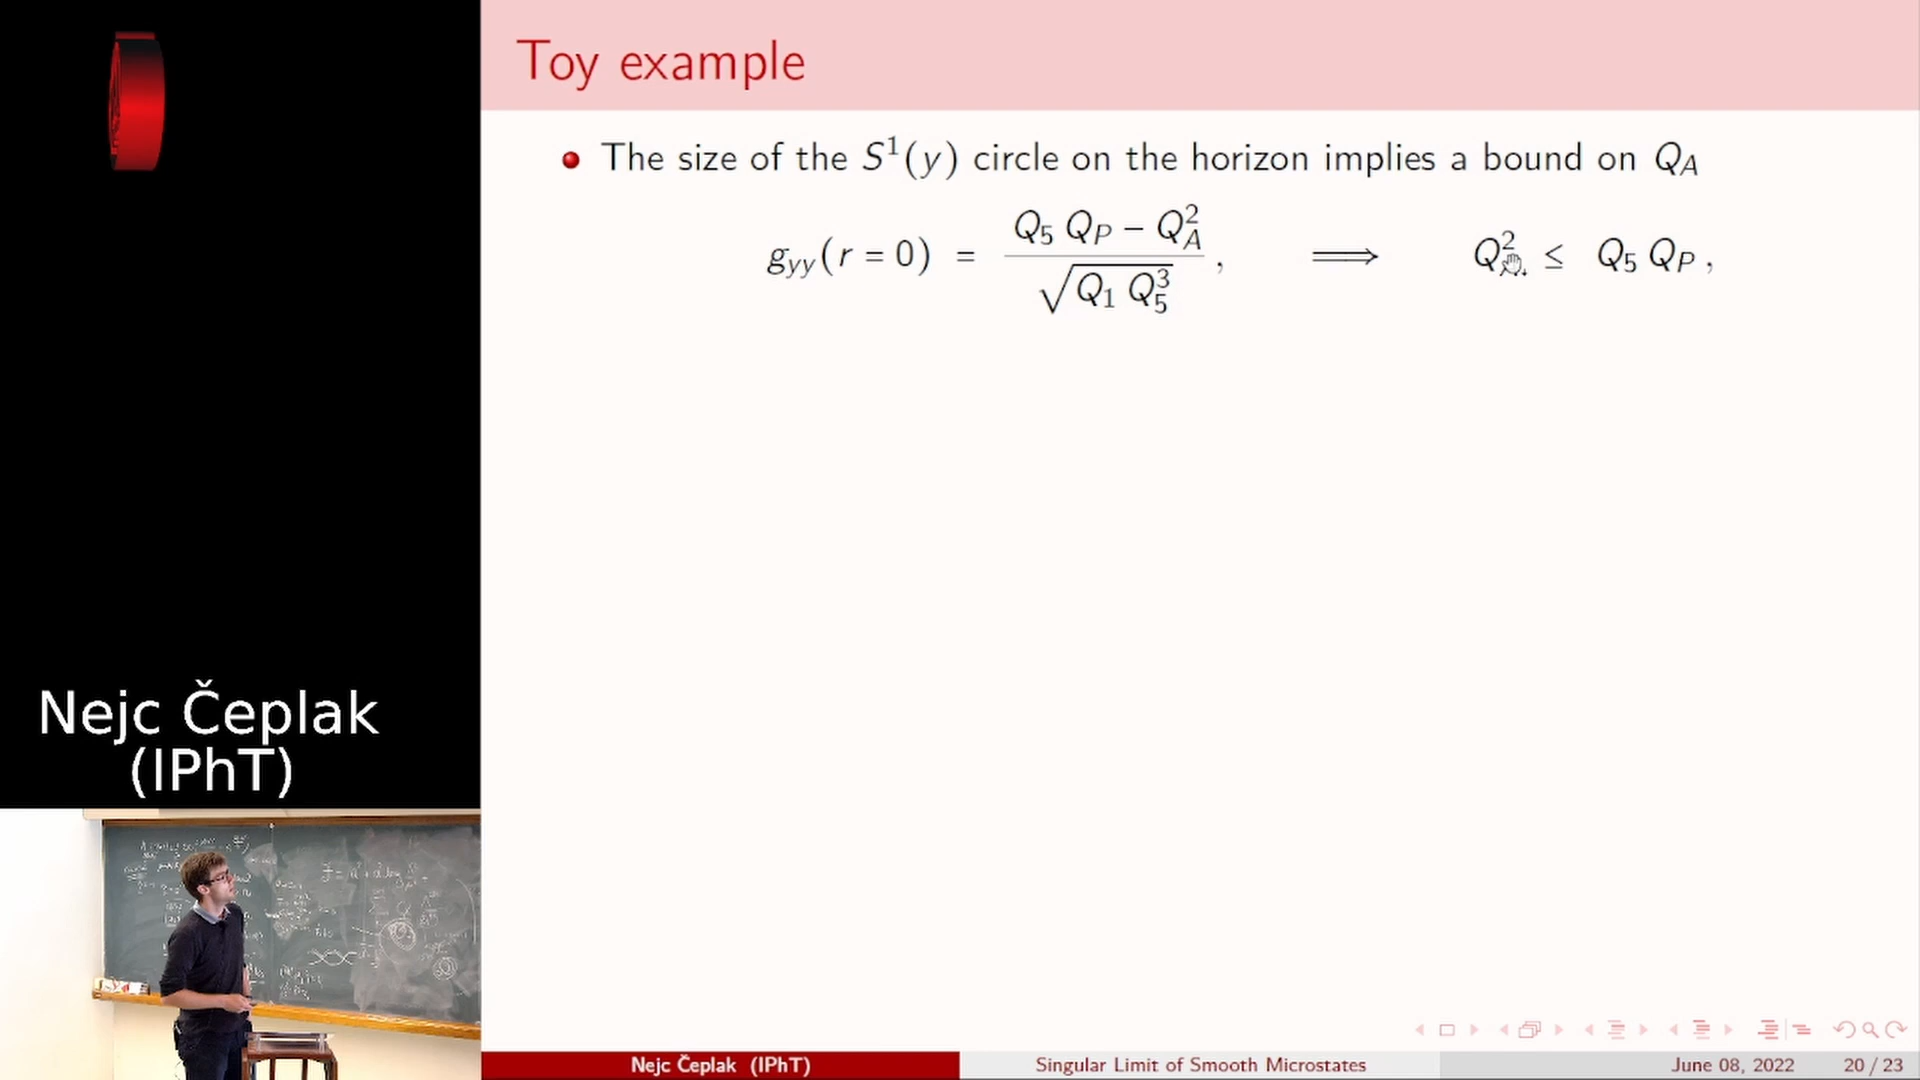 Toy example
The size of the S¹(y) circle on the horizon implies a bound on Q_A
g_yy(r = 0) = (Q₅ Q_P − Q_A²) / √(Q₁ Q₅³) , ⟹ Q_A² ≤ Q₅ Q_P ,
Nejc Čeplak
(IPhT)
Nejc Čeplak (IPhT) Singular Limit of Smooth Microstates June 08, 2022 20 / 23